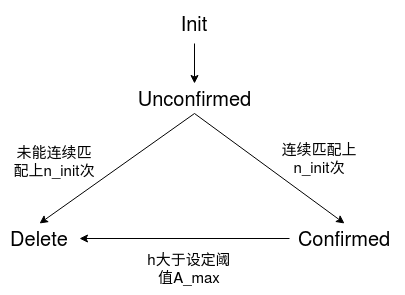 Init
Unconfirmed
未能连续匹
配上n_init次
连续匹配上
n_init次
Delete
Confirmed
h大于设定阈
值A_max